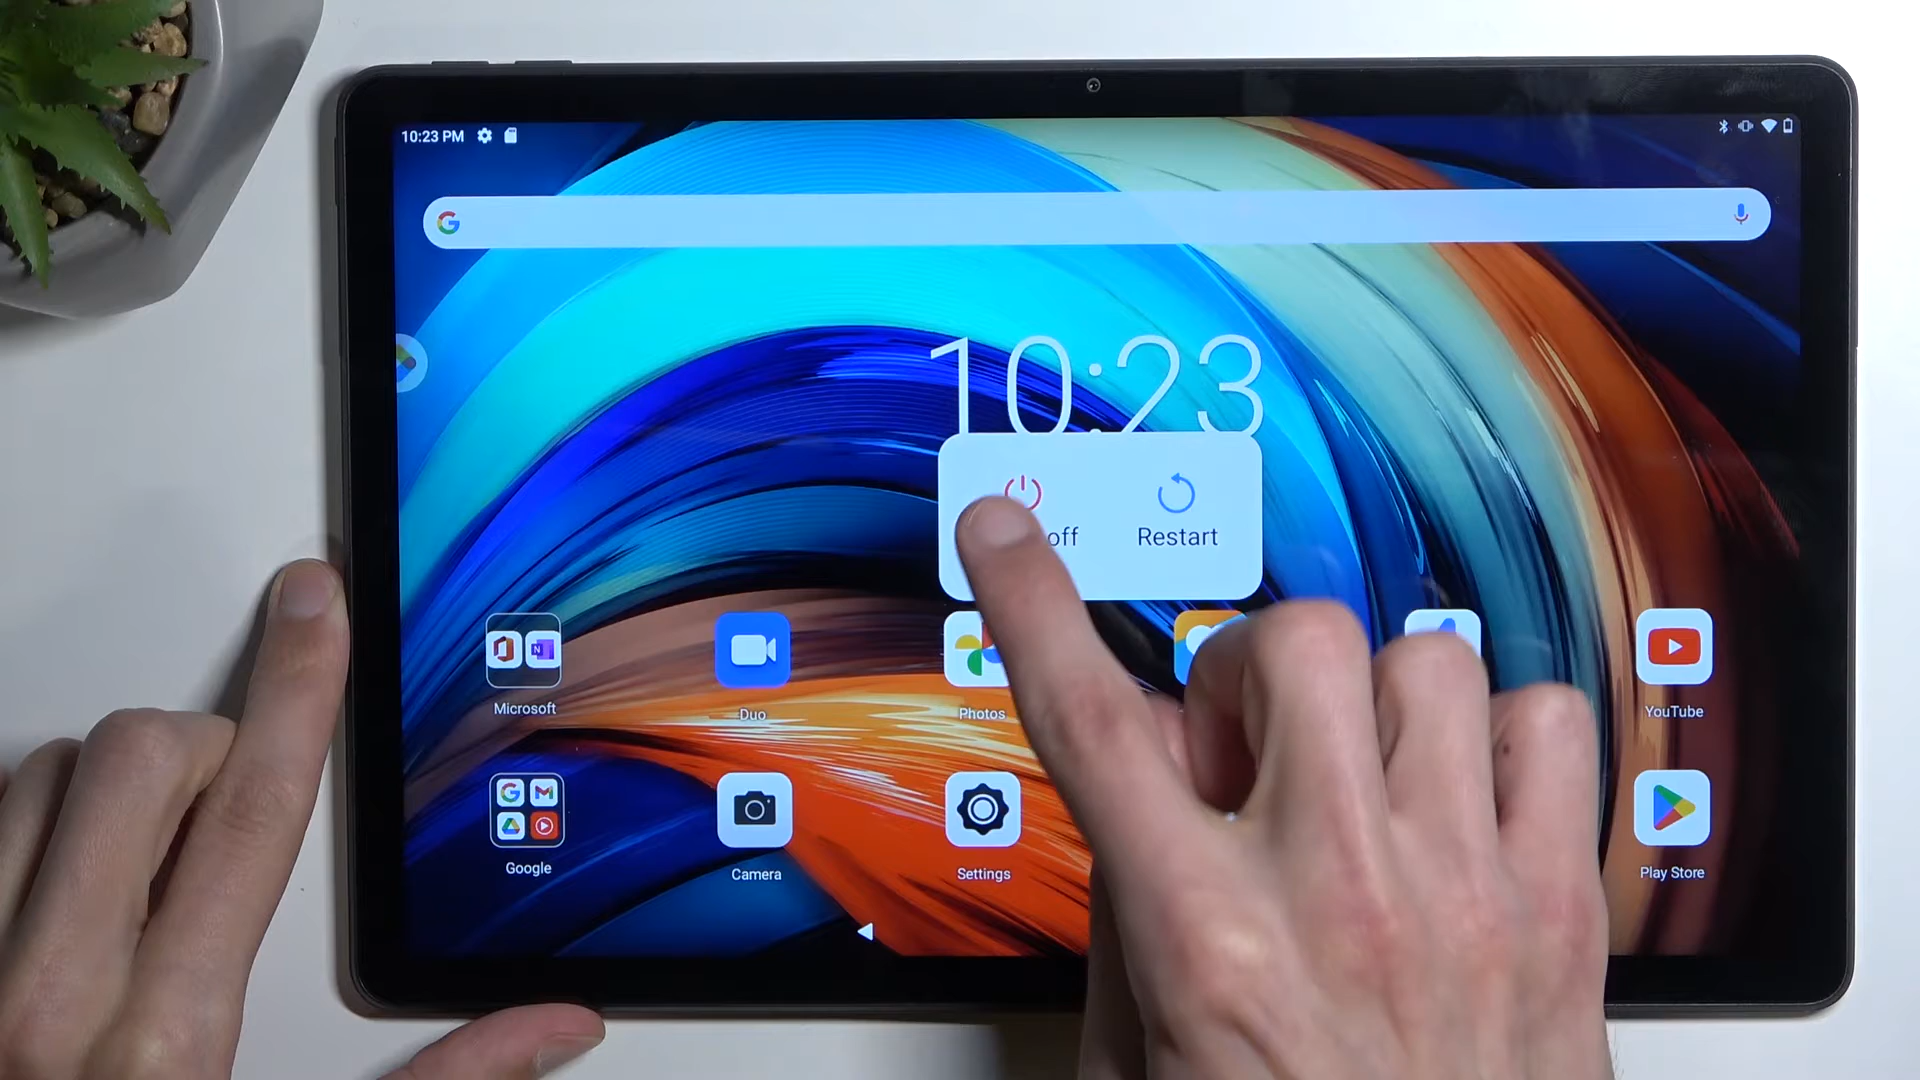 10:23 PM
10:23
off
Restart
Microsoft
Duo
Photos
YouTube
Google
Camera
Settings
Play Store